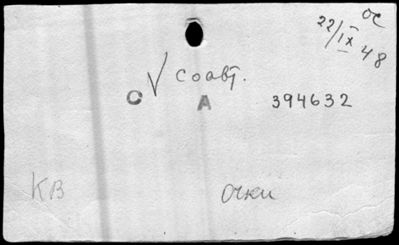 ос
22/IX 48
√ соавт.
С А 394632
КВ очки